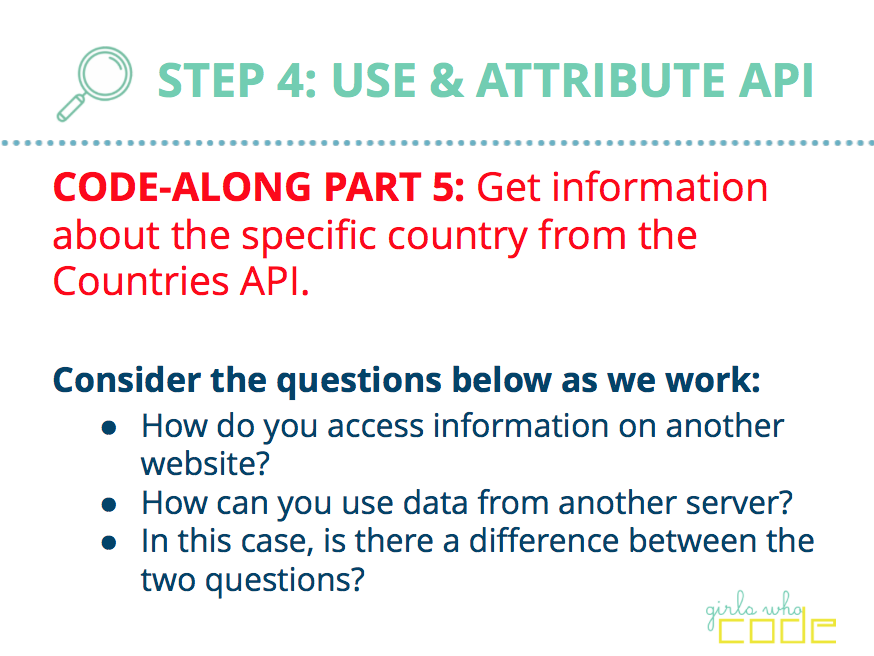 STEP 4: USE & ATTRIBUTE API
CODE-ALONG PART 5: Get information
about the specific country from the
Countries API.
Consider the questions below as we work:
● How do you access information on another
website?
● How can you use data from another server?
● In this case, is there a difference between the
two questions?
girls who
code